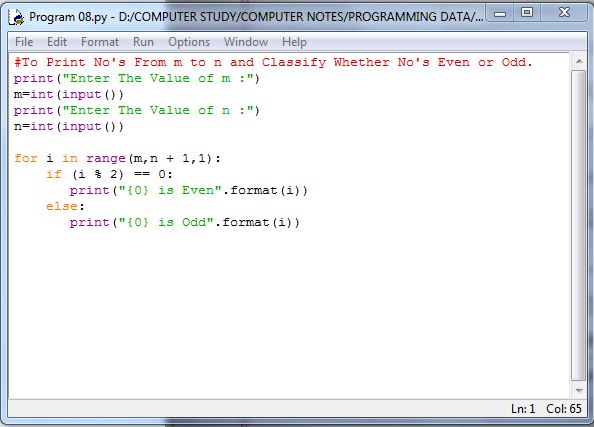 Program 08.py - D:/COMPUTER STUDY/COMPUTER NOTES/PROGRAMMING DATA/...
File Edit Format Run Options Window Help
#To Print No's From m to n and Classify Whether No's Even or Odd.
print("Enter The Value of m :")
m=int(input())
print("Enter The Value of n :")
n=int(input())

for i in range(m,n + 1,1):
    if (i % 2) == 0:
       print("{0} is Even".format(i))
    else:
       print("{0} is Odd".format(i))
Ln: 1 Col: 65